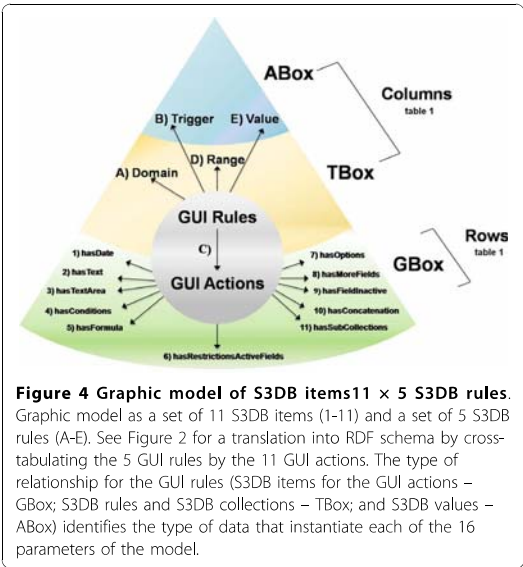 ABox
Columns
table 1
B) Trigger E) Value
D) Range
A) Domain
TBox
GUI Rules
C)
GUI Actions
Rows
table 1
GBox
1) hasDate
2) hasText
3) hasTextArea
4) hasConditions
5) hasFormula
6) hasRestrictionsActiveFields
7) hasOptions
8) hasMoreFields
9) hasFieldInactive
10) hasConcatenation
11) hasSubCollections
Figure 4 Graphic model of S3DB items11 × 5 S3DB rules.
Graphic model as a set of 11 S3DB items (1-11) and a set of 5 S3DB
rules (A-E). See Figure 2 for a translation into RDF schema by cross-
tabulating the 5 GUI rules by the 11 GUI actions. The type of
relationship for the GUI rules (S3DB items for the GUI actions –
GBox; S3DB rules and S3DB collections – TBox; and S3DB values –
ABox) identifies the type of data that instantiate each of the 16
parameters of the model.